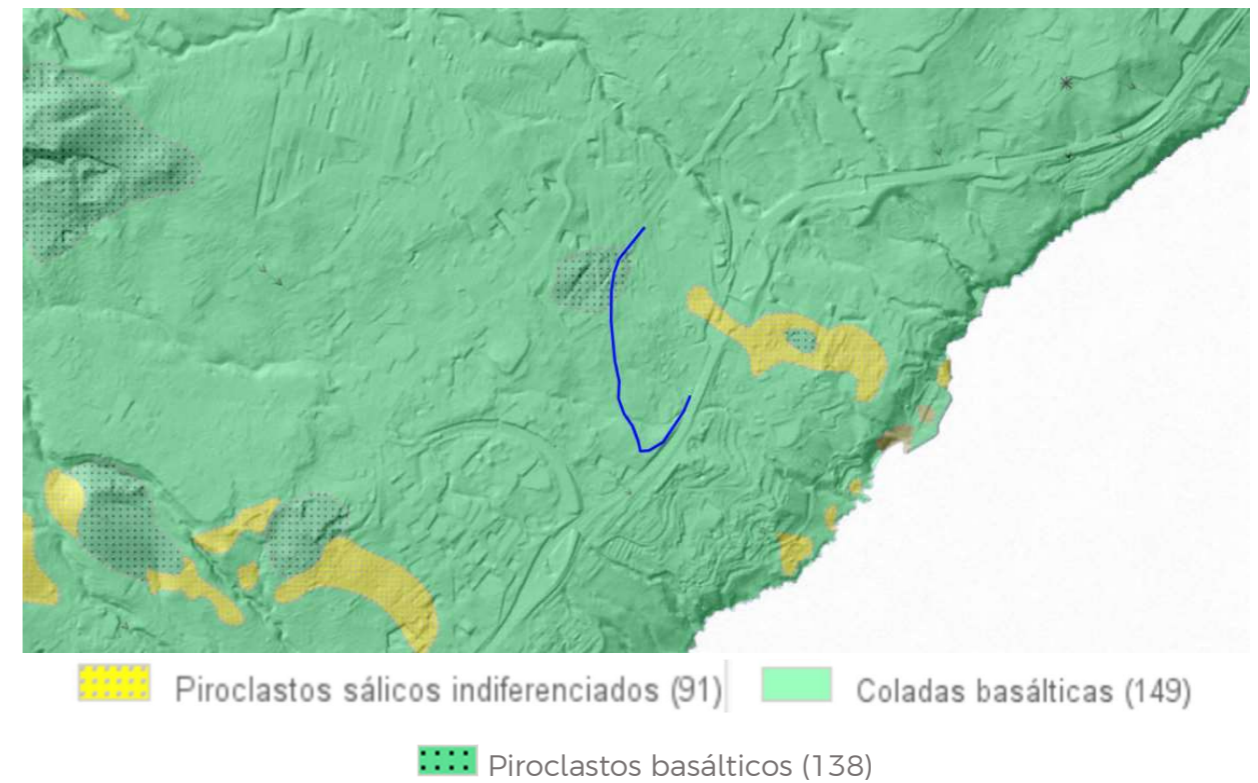 Piroclastos sálicos indiferenciados (91)
Coladas basálticas (149)
Piroclastos basálticos (138)